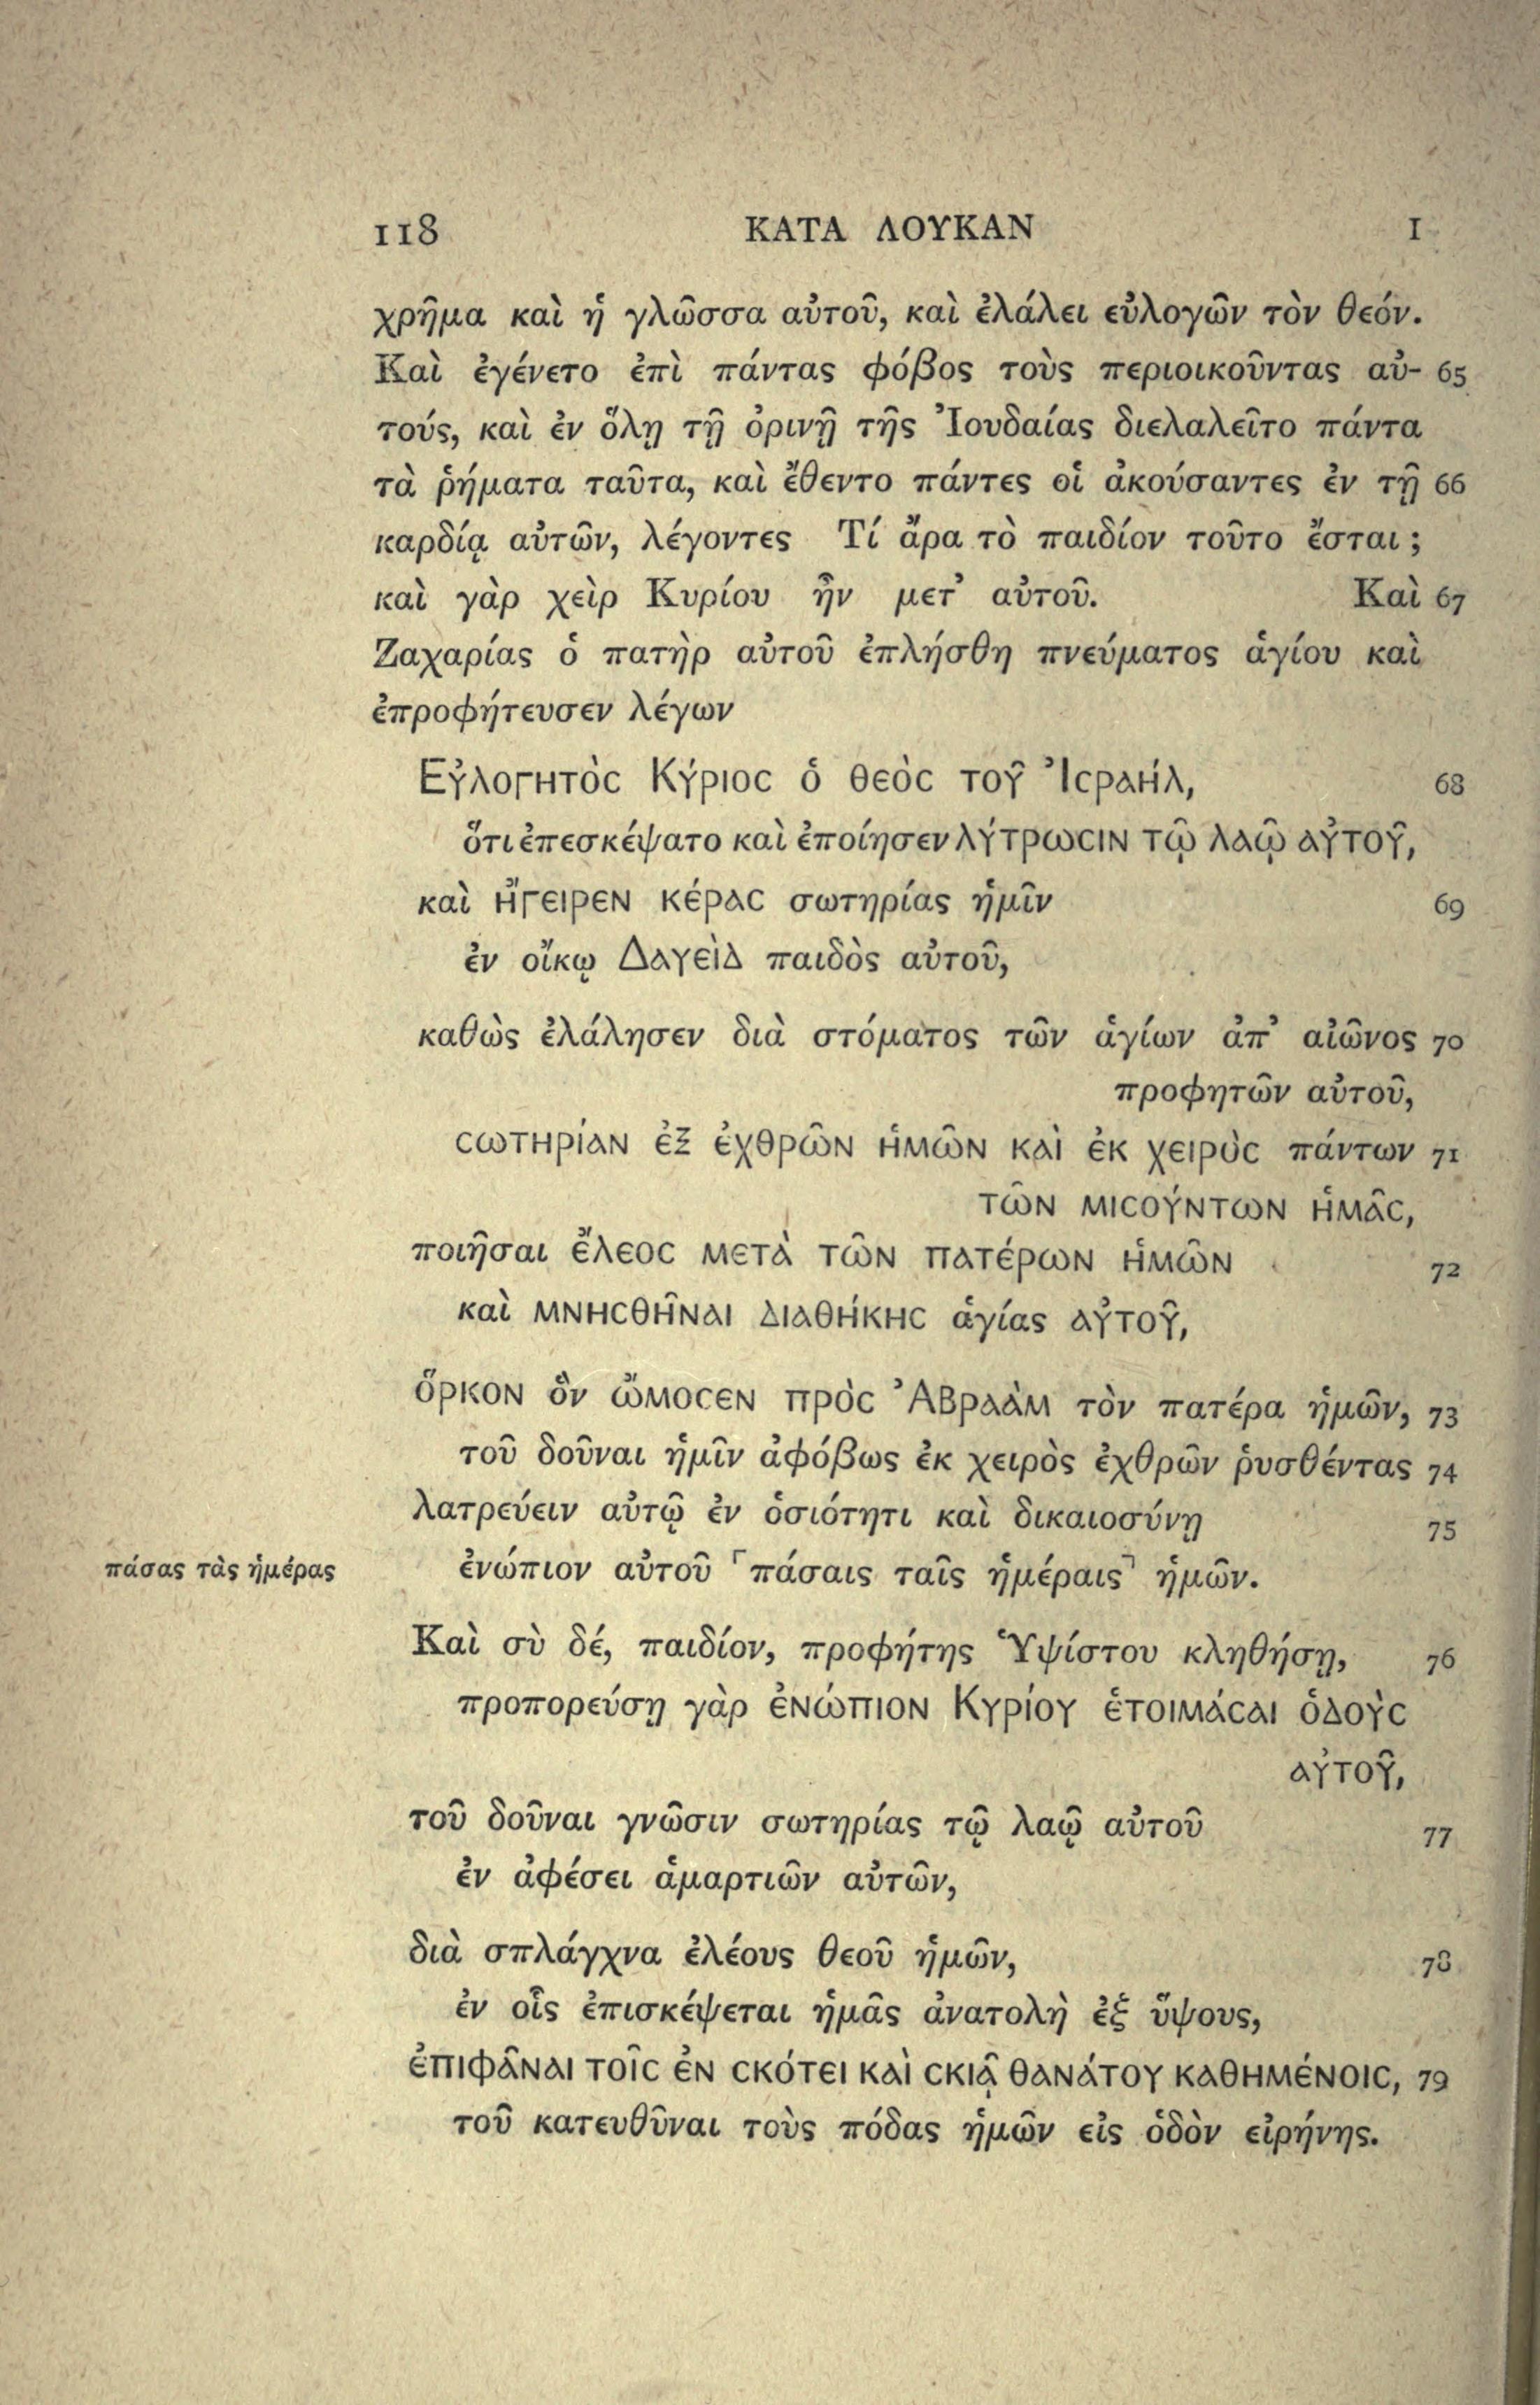 118 ΚΑΤΑ ΛΟΥΚΑΝ I
χρῆμα καὶ ἡ γλῶσσα αὐτοῦ, καὶ ἐλάλει εὐλογῶν τὸν θεόν.
Καὶ ἐγένετο ἐπὶ πάντας φόβος τοὺς περιοικοῦντας αὐ- 65
τούς, καὶ ἐν ὅλῃ τῇ ὀρινῇ τῆς Ἰουδαίας διελαλεῖτο πάντα
τὰ ῥήματα ταῦτα, καὶ ἔθεντο πάντες οἱ ἀκούσαντες ἐν τῇ 66
καρδίᾳ αὐτῶν, λέγοντες Τί ἄρα τὸ παιδίον τοῦτο ἔσται;
καὶ γὰρ χεὶρ Κυρίου ἦν μετ’ αὐτοῦ. Καὶ 67
Ζαχαρίας ὁ πατὴρ αὐτοῦ ἐπλήσθη πνεύματος ἁγίου καὶ
ἐπροφήτευσεν λέγων
Εὐλογητὸς Κύριος ὁ θεὸς τοῦ Ἰσραήλ, 68
ὅτι ἐπεσκέψατο καὶ ἐποίησεν λύτρωσιν τῷ λαῷ αὐτοῦ,
καὶ ἤγειρεν κέρας σωτηρίας ἡμῖν 69
ἐν οἴκῳ Δαυεὶδ παιδὸς αὐτοῦ,
καθὼς ἐλάλησεν διὰ στόματος τῶν ἁγίων ἀπ’ αἰῶνος 70
προφητῶν αὐτοῦ,
σωτηρίαν ἐξ ἐχθρῶν ἡμῶν καὶ ἐκ χειρὸς πάντων 71
τῶν μισούντων ἡμᾶς,
ποιῆσαι ἔλεος μετὰ τῶν πατέρων ἡμῶν 72
καὶ μνησθῆναι διαθήκης ἁγίας αὐτοῦ,
ὅρκον ὃν ὤμοσεν πρὸς Ἀβραὰμ τὸν πατέρα ἡμῶν, 73
τοῦ δοῦναι ἡμῖν ἀφόβως ἐκ χειρὸς ἐχθρῶν ῥυσθέντας 74
λατρεύειν αὐτῷ ἐν ὁσιότητι καὶ δικαιοσύνῃ 75
πάσας τὰς ἡμέρας ἐνώπιον αὐτοῦ ⸀πάσαις ταῖς ἡμέραις⸃ ἡμῶν.
Καὶ σὺ δέ, παιδίον, προφήτης Ὑψίστου κληθήσῃ, 76
προπορεύσῃ γὰρ ἐνώπιον Κυρίου ἑτοιμάσαι ὁδοὺς
αὐτοῦ,
τοῦ δοῦναι γνῶσιν σωτηρίας τῷ λαῷ αὐτοῦ 77
ἐν ἀφέσει ἁμαρτιῶν αὐτῶν,
διὰ σπλάγχνα ἐλέους θεοῦ ἡμῶν, 78
ἐν οἷς ἐπισκέψεται ἡμᾶς ἀνατολὴ ἐξ ὕψους,
ἐπιφᾶναι τοῖς ἐν σκότει καὶ σκιᾷ θανάτου καθημένοις, 79
τοῦ κατευθῦναι τοὺς πόδας ἡμῶν εἰς ὁδὸν εἰρήνης.